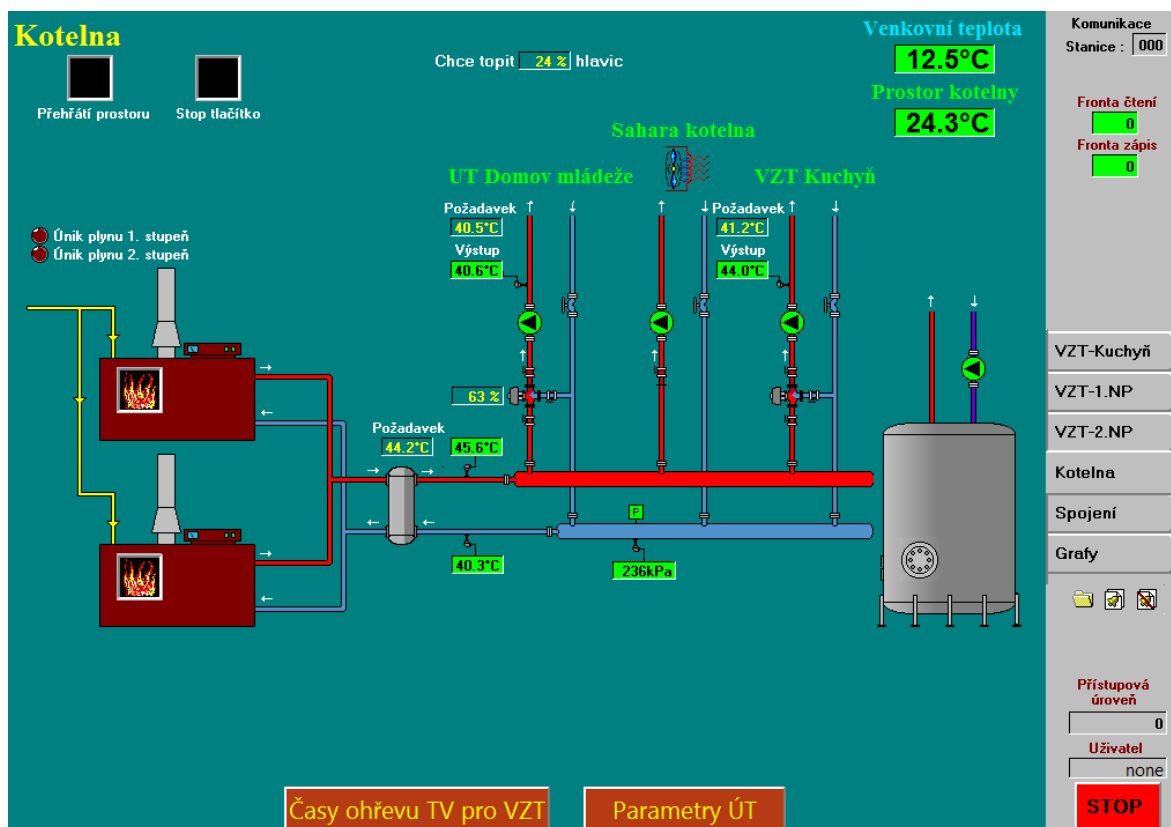 Kotelna
Přehřátí prostoru
Stop tlačítko
Chce topit 24 % hlavic
Venkovní teplota
12.5°C
Prostor kotelny
24.3°C
Sahara kotelna
UT Domov mládeže
VZT Kuchyň
Požadavek
40.5°C
Výstup
40.6°C
Požadavek
41.2°C
Výstup
44.0°C
Únik plynu 1. stupeň
Únik plynu 2. stupeň
63 %
Požadavek
44.2°C
45.6°C
P
40.3°C
236kPa
Časy ohřevu TV pro VZT
Parametry ÚT
Komunikace
Stanice : 000
Fronta čtení
0
Fronta zápis
0
VZT-Kuchyň
VZT-1.NP
VZT-2.NP
Kotelna
Spojení
Grafy
Přístupová
úroveň
0
Uživatel
none
STOP